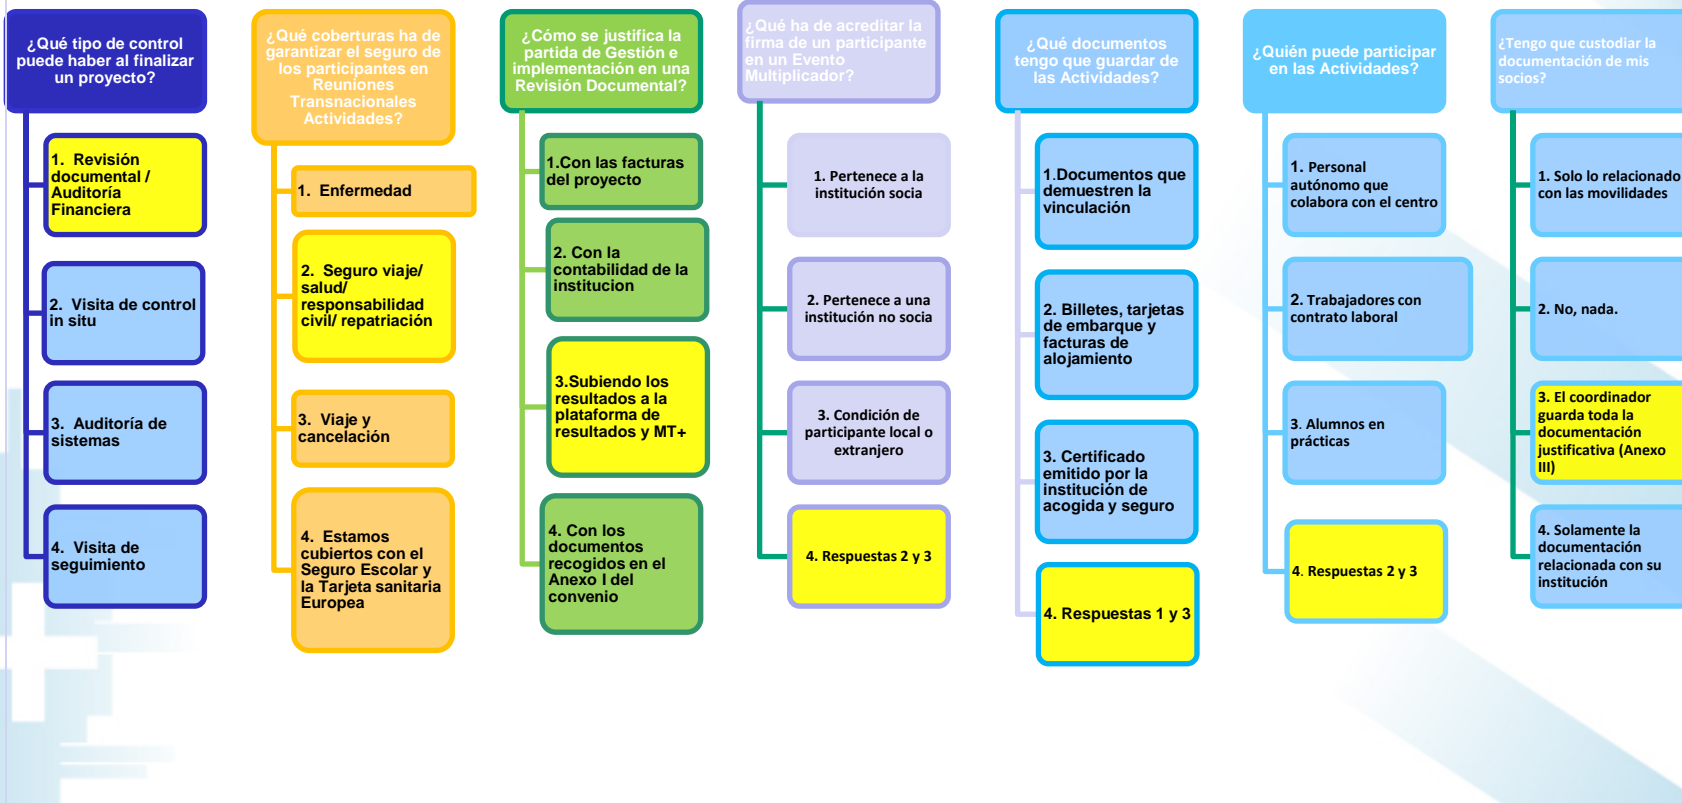 ¿Qué tipo de control
puede haber al finalizar
un proyecto?
1. Revisión
documental /
Auditoría
Financiera
2. Visita de control
in situ
3. Auditoría de
sistemas
4. Visita de
seguimiento
¿Qué coberturas ha de
garantizar el seguro de
los participantes en
Reuniones
Transnacionales
Actividades?
1. Enfermedad
2. Seguro viaje/
salud/
responsabilidad
civil/ repatriación
3. Viaje y
cancelación
4. Estamos
cubiertos con el
Seguro Escolar y
la Tarjeta sanitaria
Europea
¿Cómo se justifica la
partida de Gestión e
implementación en una
Revisión Documental?
1.Con las facturas
del proyecto
2. Con la
contabilidad de la
institucion
3.Subiendo los
resultados a la
plataforma de
resultados y MT+
4. Con los
documentos
recogidos en el
Anexo I del
convenio
¿Qué ha de acreditar la
firma de un participante
en un Evento
Multiplicador?
1. Pertenece a la
institución socia
2. Pertenece a una
institución no socia
3. Condición de
participante local o
extranjero
4. Respuestas 2 y 3
¿Qué documentos
tengo que guardar de
las Actividades?
1.Documentos que
demuestren la
vinculación
2. Billetes, tarjetas
de embarque y
facturas de
alojamiento
3. Certificado
emitido por la
institución de
acogida y seguro
4. Respuestas 1 y 3
¿Quién puede participar
en las Actividades?
1. Personal
autónomo que
colabora con el centro
2. Trabajadores con
contrato laboral
3. Alumnos en
prácticas
4. Respuestas 2 y 3
¿Tengo que custodiar la
documentación de mis
socios?
1. Solo lo relacionado
con las movilidades
2. No, nada.
3. El coordinador
guarda toda la
documentación
justificativa (Anexo
III)
4. Solamente la
documentación
relacionada con su
institución